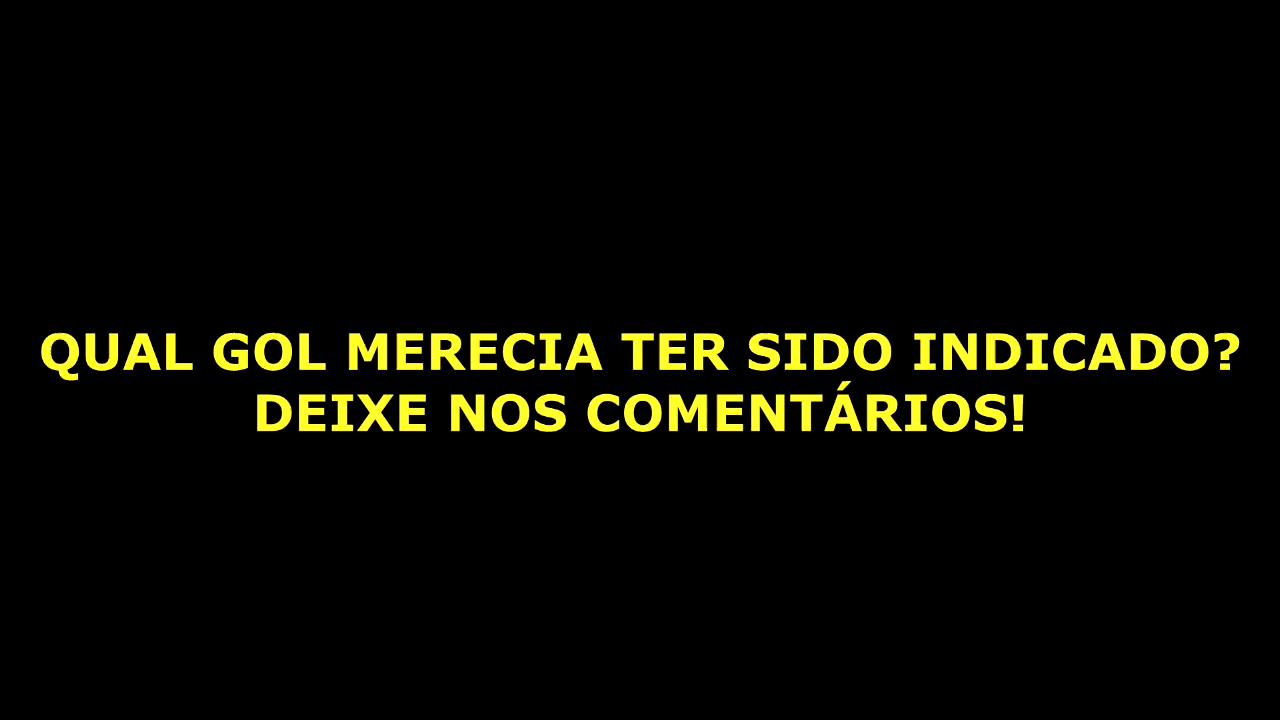 QUAL GOL MERECIA TER SIDO INDICADO?
DEIXE NOS COMENTÁRIOS!